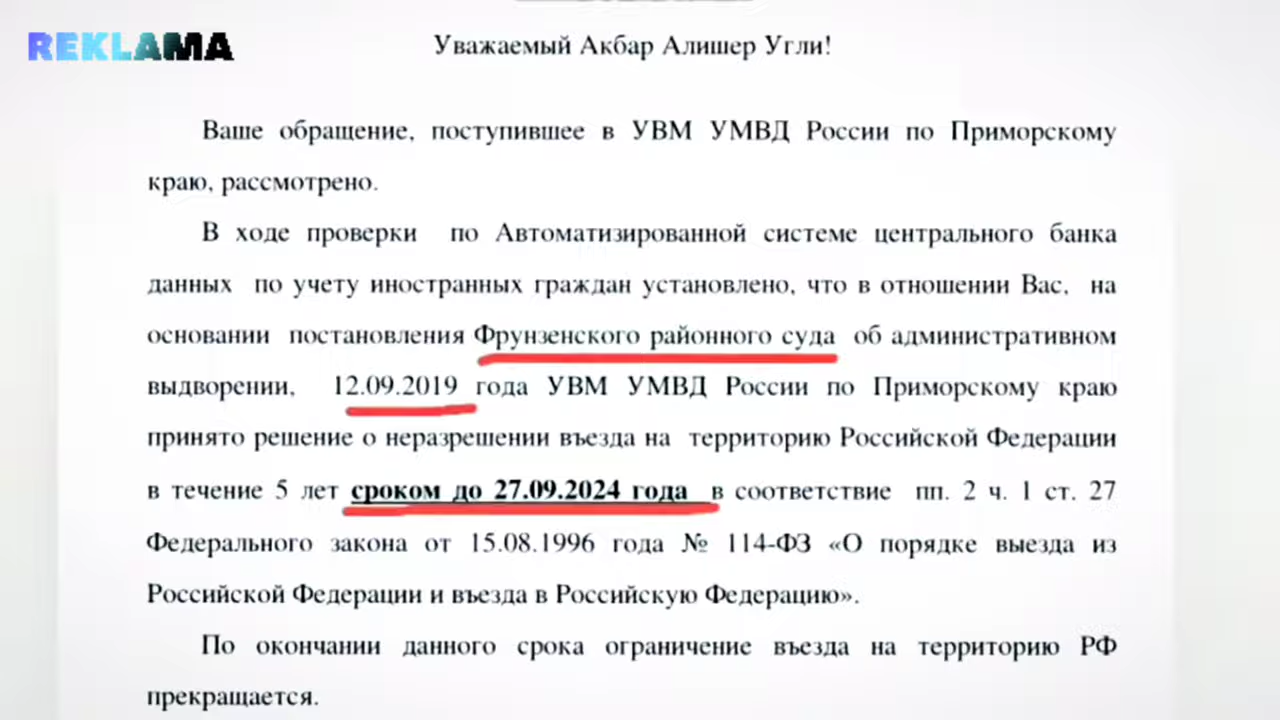 REKLAMA
Уважаемый Акбар Алишер Угли!
Ваше обращение, поступившее в УВМ УМВД России по Приморскому
краю, рассмотрено.
В ходе проверки по Автоматизированной системе центрального банка
данных по учету иностранных граждан установлено, что в отношении Вас, на
основании постановления Фрунзенского районного суда об административном
выдворении, 12.09.2019 года УВМ УМВД России по Приморскому краю
принято решение о неразрешении въезда на территорию Российской Федерации
в течение 5 лет сроком до 27.09.2024 года в соответствие пп. 2 ч. 1 ст. 27
Федерального закона от 15.08.1996 года № 114-ФЗ «О порядке выезда из
Российской Федерации и въезда в Российскую Федерацию».
По окончании данного срока ограничение въезда на территорию РФ
прекращается.